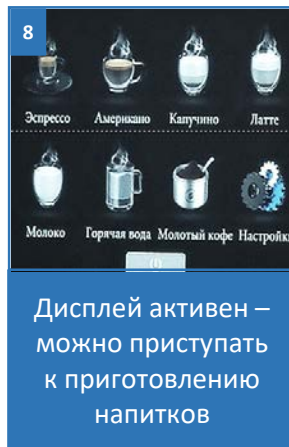 8
Эспрессо Американо Капучино Латте
Молоко Горячая вода Молотый кофе Настройки
Дисплей активен –
можно приступать
к приготовлению
напитков